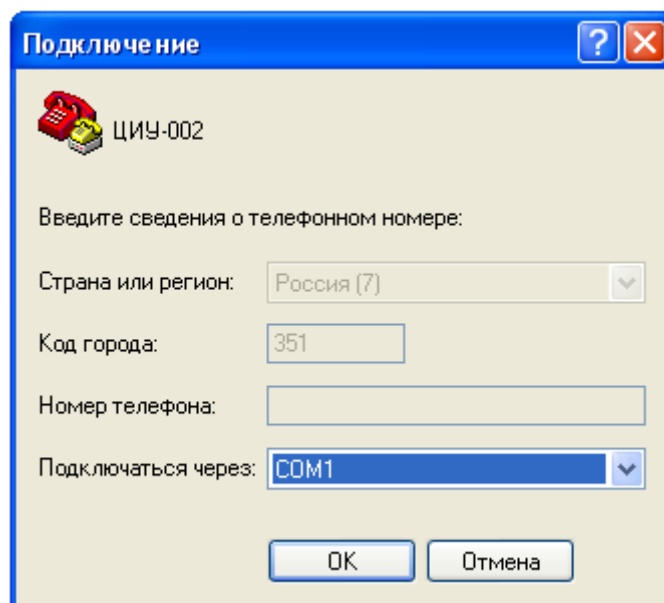 Подключение
ЦИУ-002
Введите сведения о телефонном номере:
Страна или регион: Россия (7)
Код города: 351
Номер телефона:
Подключаться через: COM1
OK Отмена